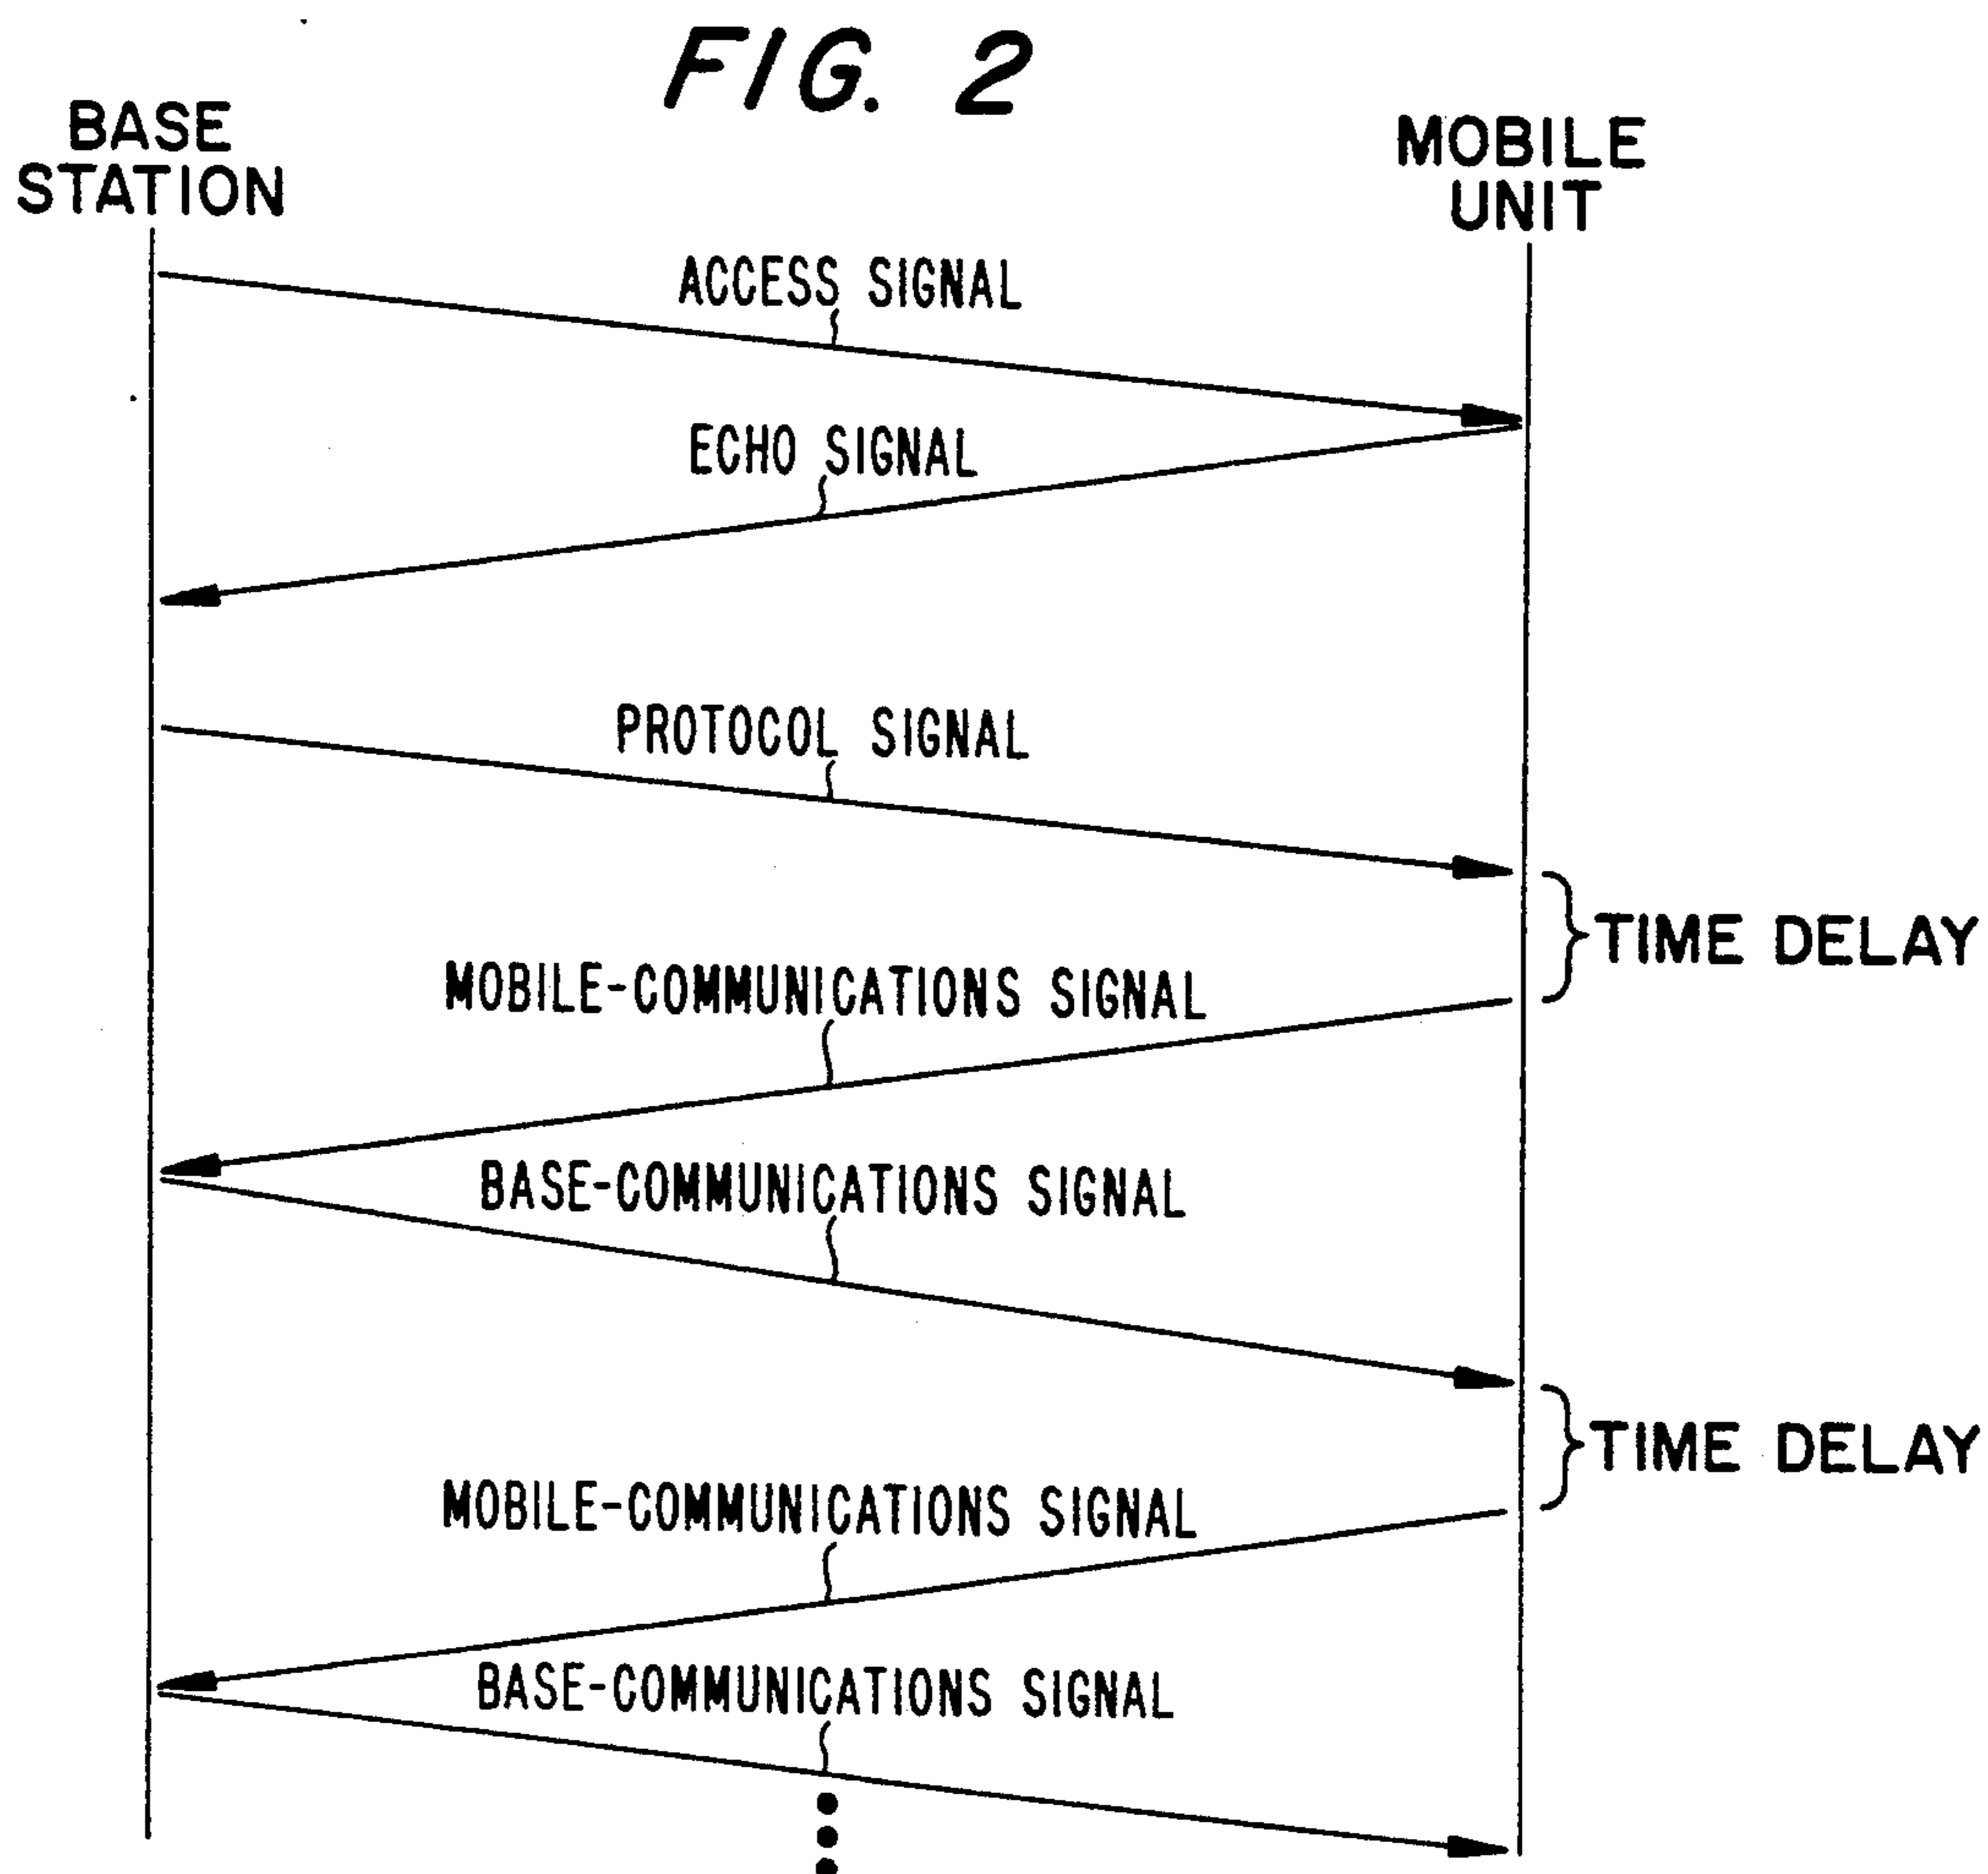 FIG. 2
BASE
STATION
MOBILE
UNIT
ACCESS SIGNAL
ECHO SIGNAL
PROTOCOL SIGNAL
TIME DELAY
MOBILE-COMMUNICATIONS SIGNAL
BASE-COMMUNICATIONS SIGNAL
TIME DELAY
MOBILE-COMMUNICATIONS SIGNAL
BASE-COMMUNICATIONS SIGNAL